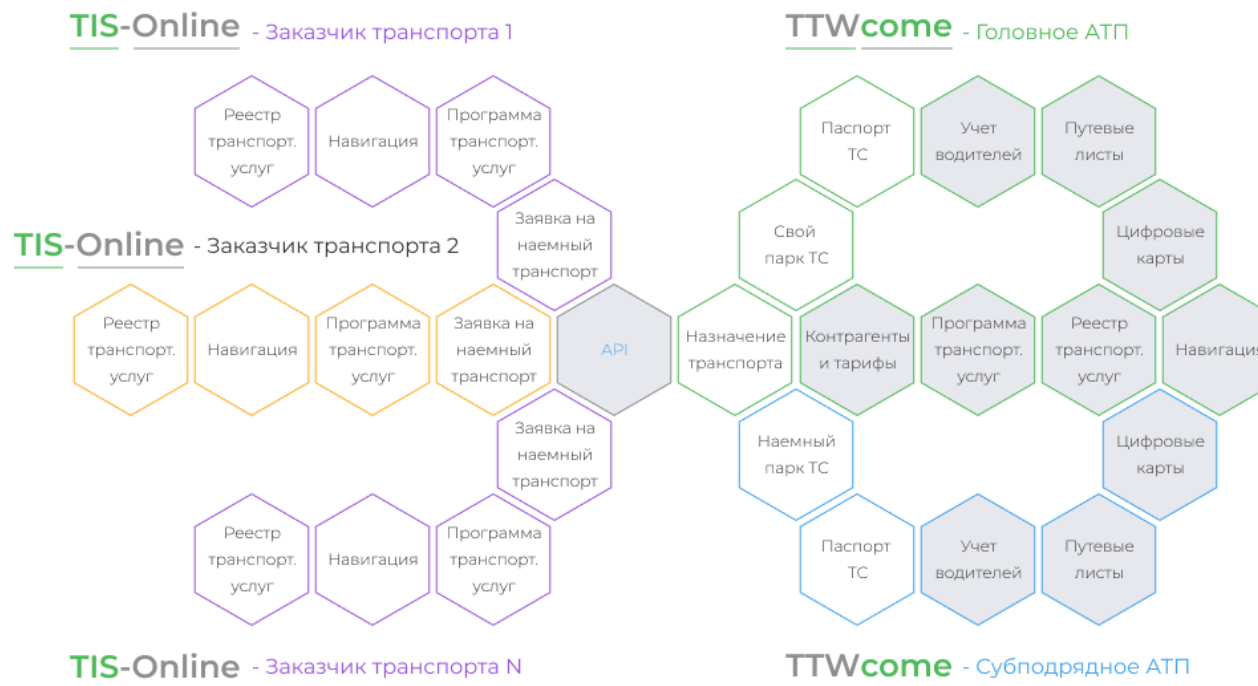 TIS-Online - Заказчик транспорта 1
TTWcome - Головное АТП
Реестр
транспорт.
услуг
Навигация
Программа
транспорт.
услуг
Паспорт
ТС
Учет
водителей
Путевые
листы
Заявка на
наемный
транспорт
Свой
парк ТС
Цифровые
карты
TIS-Online - Заказчик транспорта 2
Реестр
транспорт.
услуг
Навигация
Программа
транспорт.
услуг
Заявка на
наемный
транспорт
API
Назначение
транспорта
Контрагенты
и тарифы
Программа
транспорт.
услуг
Реестр
транспорт.
услуг
Навигация
Заявка на
наемный
транспорт
Наемный
парк ТС
Цифровые
карты
Реестр
транспорт.
услуг
Навигация
Программа
транспорт.
услуг
Паспорт
ТС
Учет
водителей
Путевые
листы
TIS-Online - Заказчик транспорта N
TTWcome - Субподрядное АТП